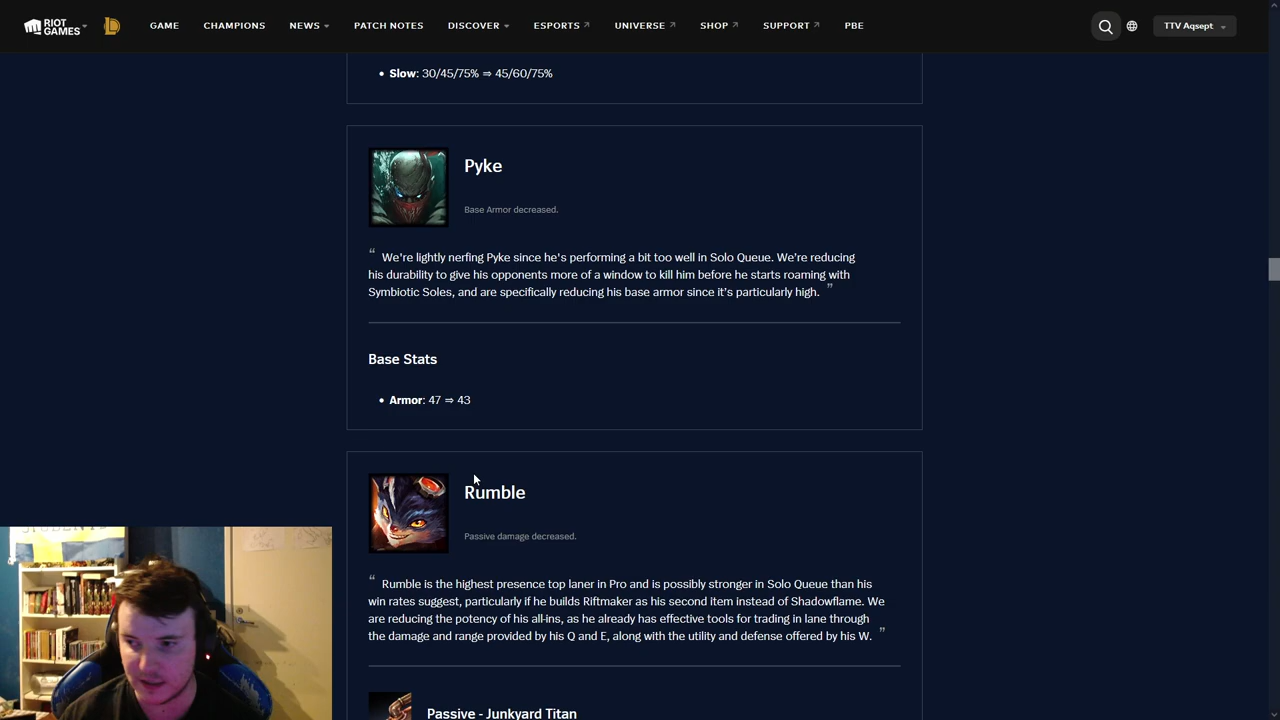 RIOT GAMES
GAME CHAMPIONS NEWS PATCH NOTES DISCOVER ESPORTS UNIVERSE SHOP SUPPORT PBE TTV Aqsept
• Slow: 30/45/75% ⇒ 45/60/75%
Pyke
Base Armor decreased.
“ We're lightly nerfing Pyke since he's performing a bit too well in Solo Queue. We're reducing
his durability to give his opponents more of a window to kill him before he starts roaming with
Symbiotic Soles, and are specifically reducing his base armor since it's particularly high. ”
Base Stats
• Armor: 47 ⇒ 43
Rumble
Passive damage decreased.
“ Rumble is the highest presence top laner in Pro and is possibly stronger in Solo Queue than his
win rates suggest, particularly if he builds Riftmaker as his second item instead of Shadowflame. We
are reducing the potency of his all-ins, as he already has effective tools for trading in lane through
the damage and range provided by his Q and E, along with the utility and defense offered by his W. ”
Passive - Junkyard Titan